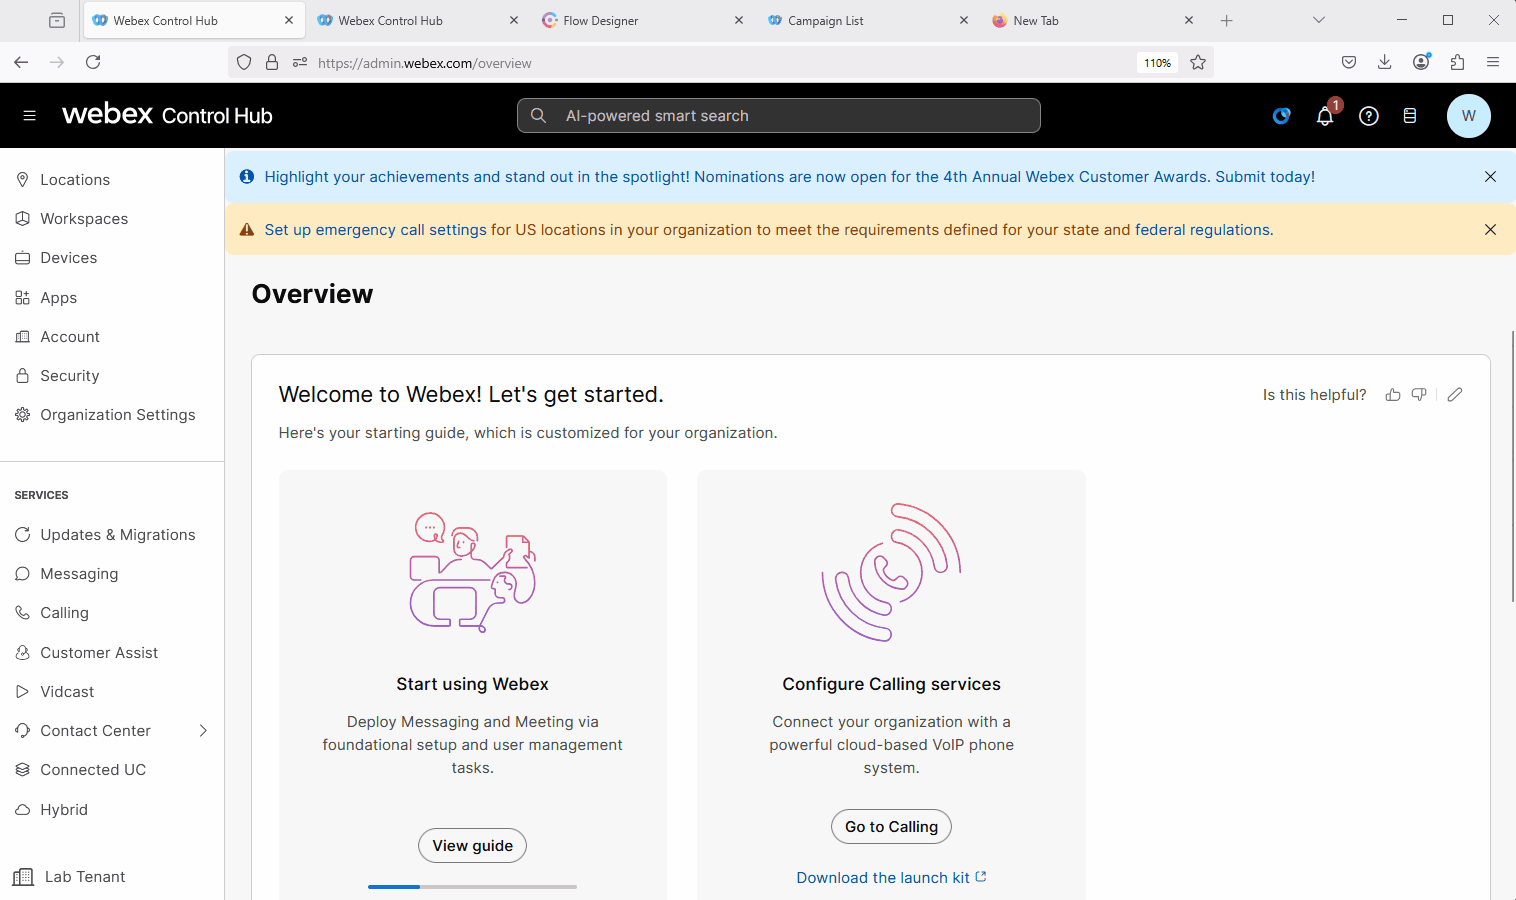 Webex Control Hub
Webex Control Hub
Flow Designer
Campaign List
New Tab
https://admin.webex.com/overview
110%
webex Control Hub
AI-powered smart search
1
W
Locations
Workspaces
Devices
Apps
Account
Security
Organization Settings
SERVICES
Updates & Migrations
Messaging
Calling
Customer Assist
Vidcast
Contact Center
Connected UC
Hybrid
Lab Tenant
Highlight your achievements and stand out in the spotlight! Nominations are now open for the 4th Annual Webex Customer Awards. Submit today!
Set up emergency call settings for US locations in your organization to meet the requirements defined for your state and federal regulations.
Overview
Welcome to Webex! Let's get started.
Is this helpful?
Here's your starting guide, which is customized for your organization.
Start using Webex
Deploy Messaging and Meeting via
foundational setup and user management
tasks.
View guide
Configure Calling services
Connect your organization with a
powerful cloud-based VoIP phone
system.
Go to Calling
Download the launch kit